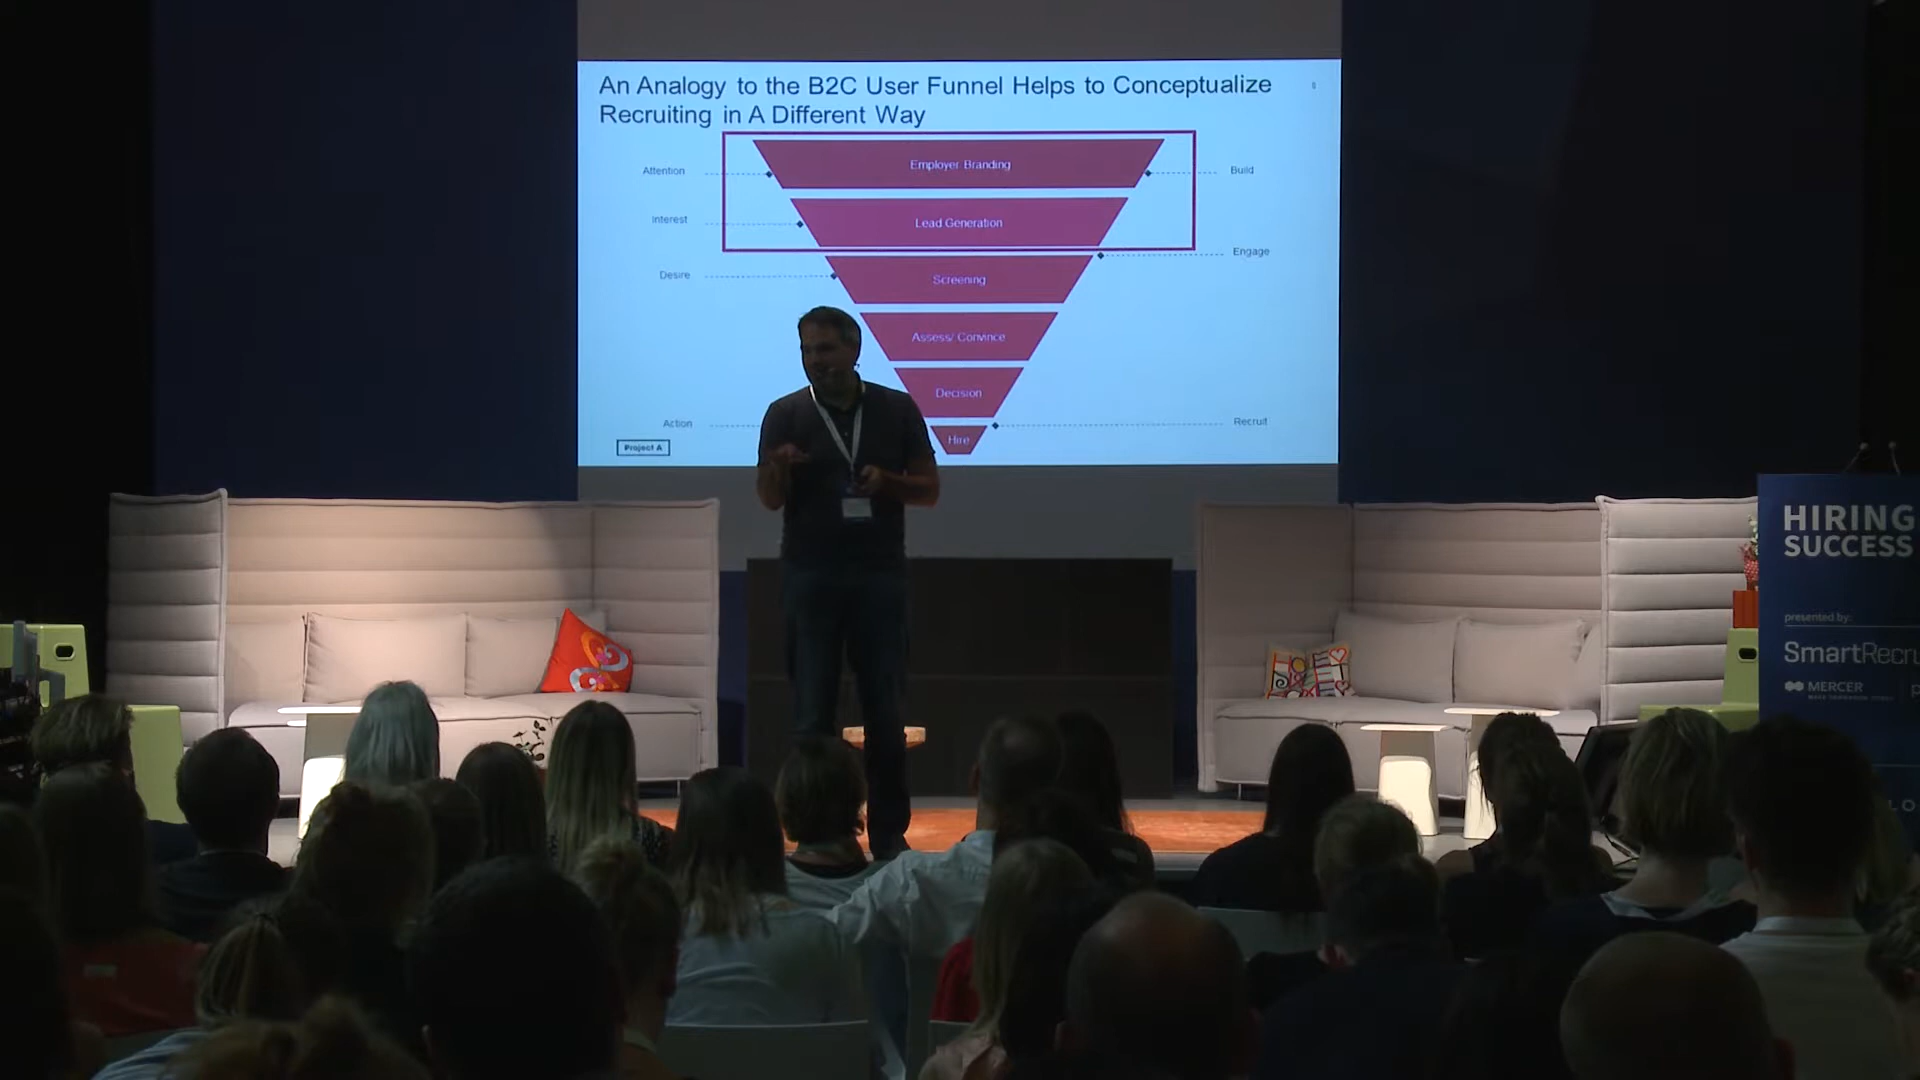 An Analogy to the B2C User Funnel Helps to Conceptualize
Recruiting in A Different Way
Attention
Employer Branding
Build
Interest
Lead Generation
Engage
Desire
Screening
Assess/ Convince
Decision
Action
Recruit
Hire
Project A
HIRING
SUCCESS
presented by:
SmartRecru
MERCER